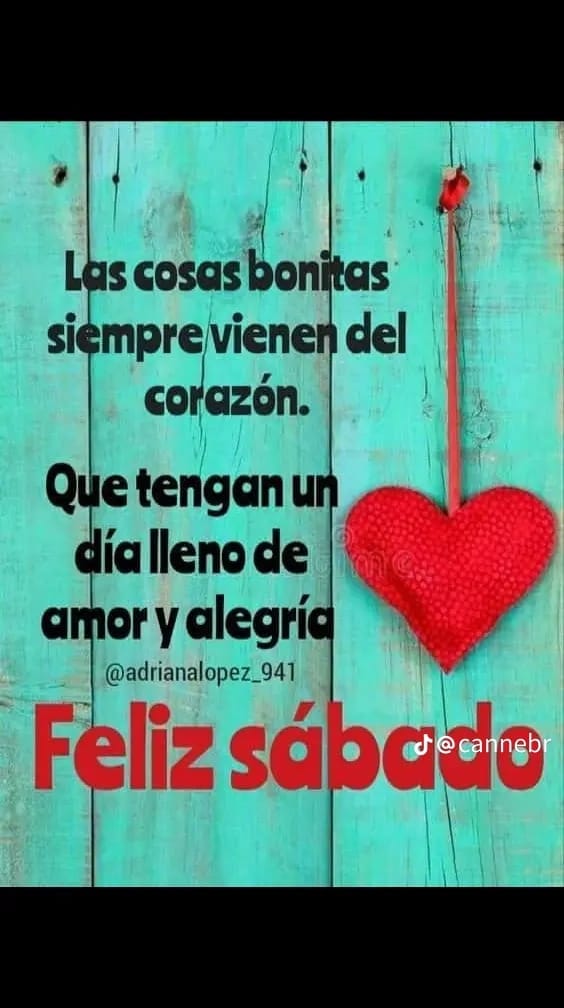 Las cosas bonitas
siempre vienen del
corazón.
Que tengan un
día lleno de
amor y alegría
@adrianalopez_941
Feliz sábado
@cannebr